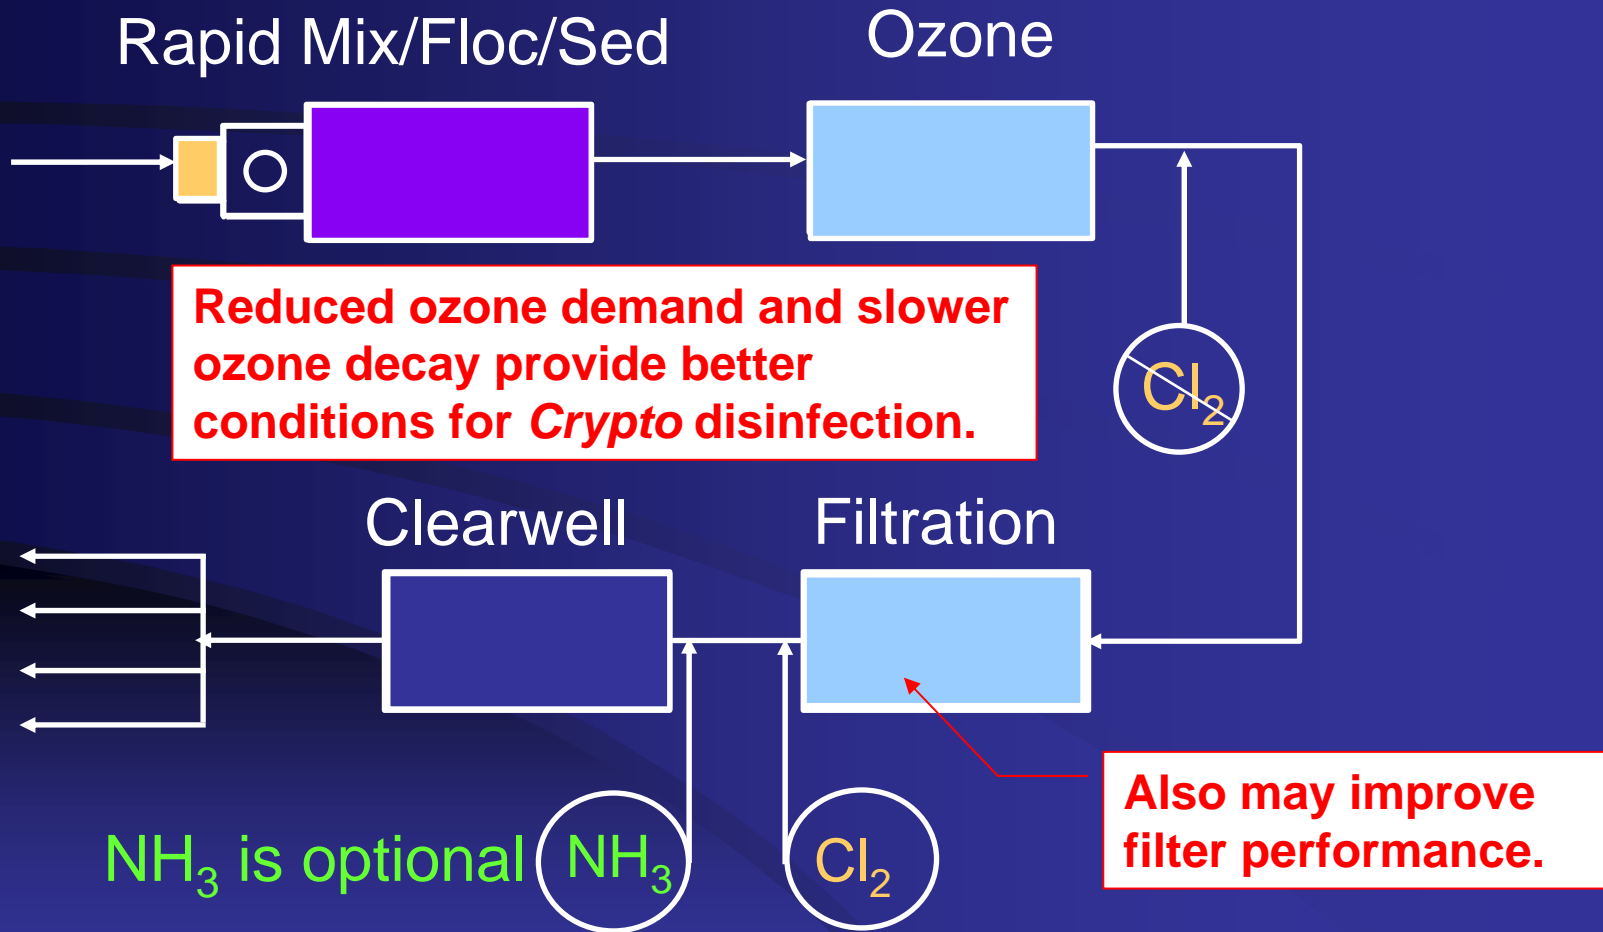 Rapid Mix/Floc/Sed
Ozone
Reduced ozone demand and slower
ozone decay provide better
conditions for Crypto disinfection.
Cl₂
Clearwell
Filtration
Also may improve
filter performance.
NH₃ is optional
NH₃
Cl₂